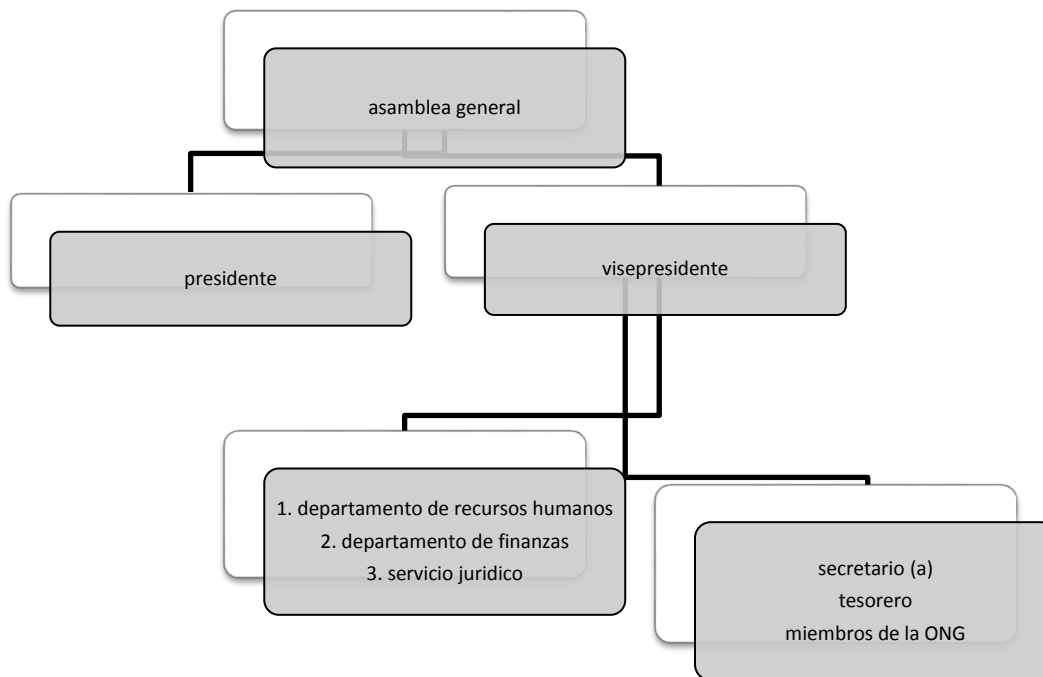 asamblea general
presidente
visepresidente
1. departamento de recursos humanos
2. departamento de finanzas
3. servicio juridico
secretario (a)
tesorero
miembros de la ONG